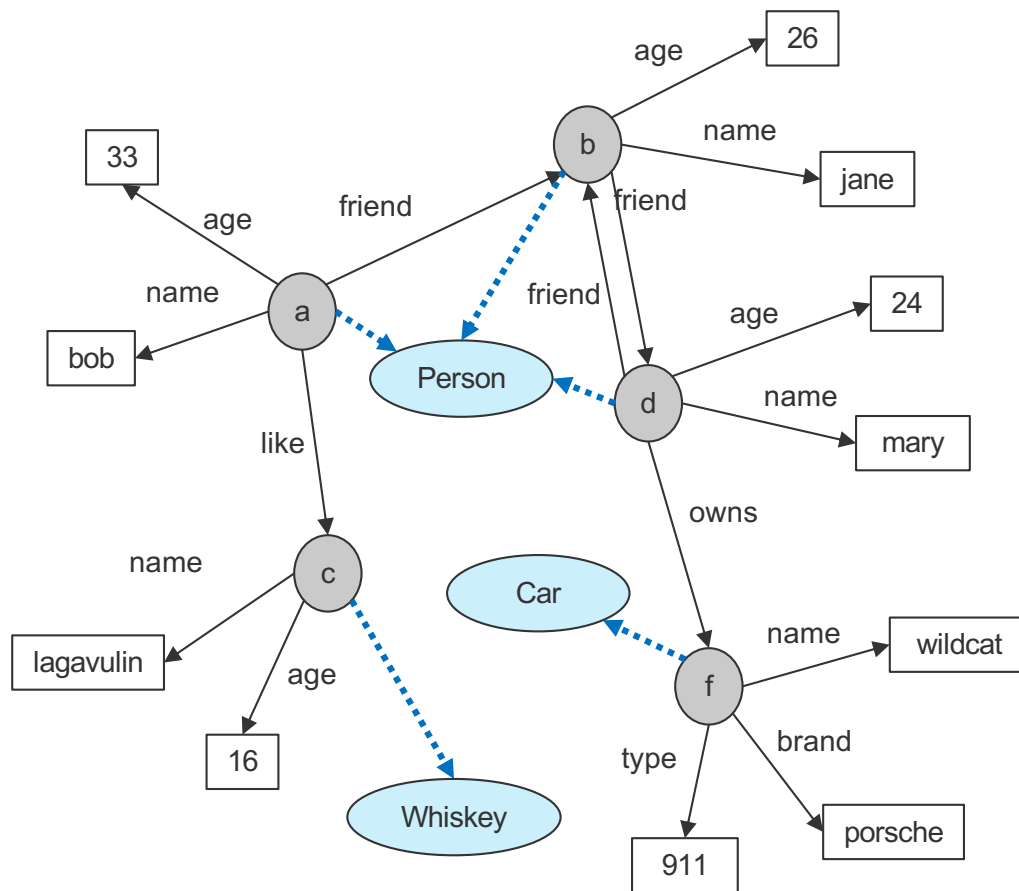 26
age
b
name
jane
33
friend
friend
age
name
a
friend
24
age
bob
Person
d
name
mary
like
owns
name
c
Car
name
wildcat
lagavulin
age
f
type
brand
16
Whiskey
porsche
911